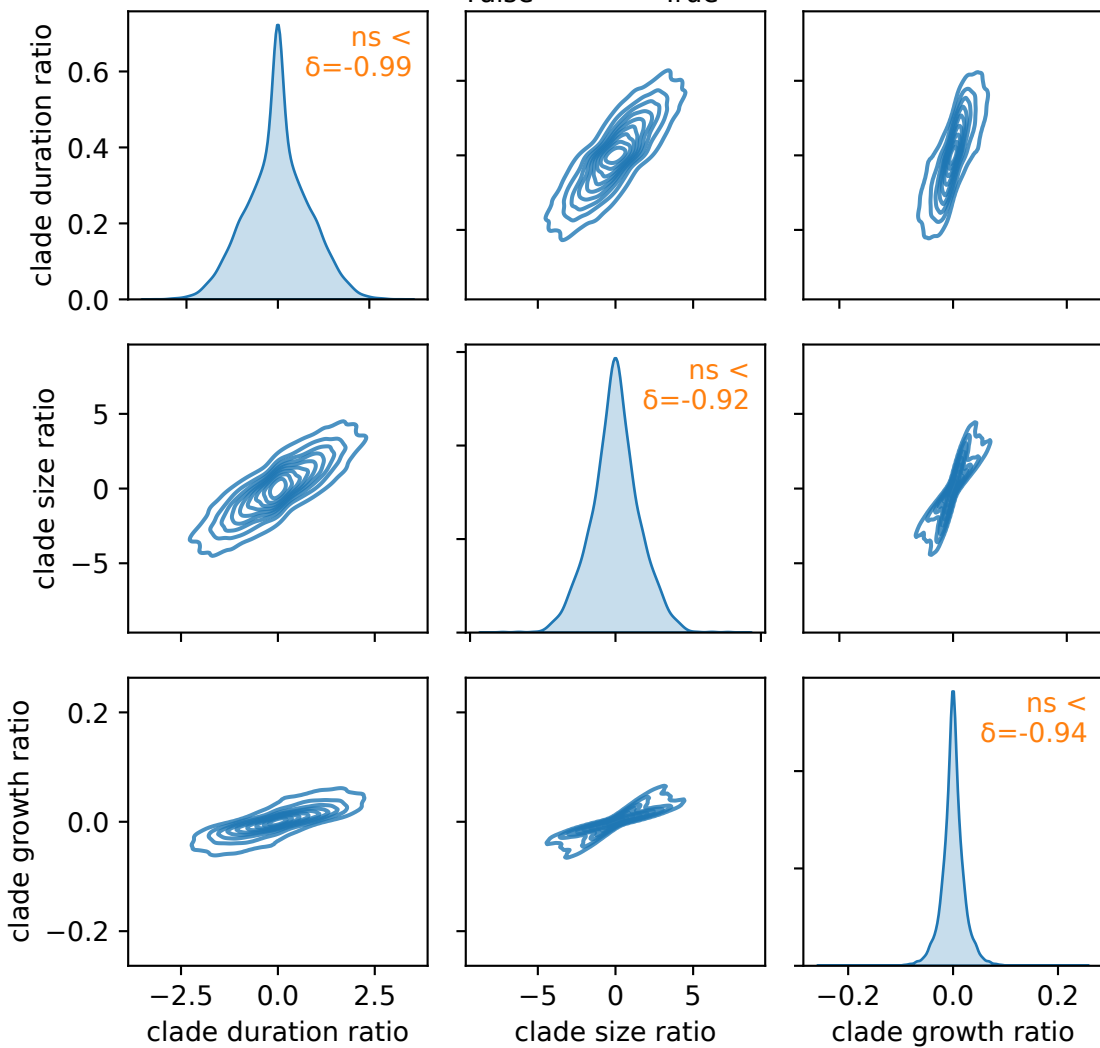 clade duration ratio
0.6
0.4
0.2
0.0
ns <
δ=-0.99
clade size ratio
5
0
−5
ns <
δ=-0.92
clade growth ratio
0.2
0.0
−0.2
ns <
δ=-0.94
−2.5 0.0 2.5
clade duration ratio
−5 0 5
clade size ratio
−0.2 0.0 0.2
clade growth ratio